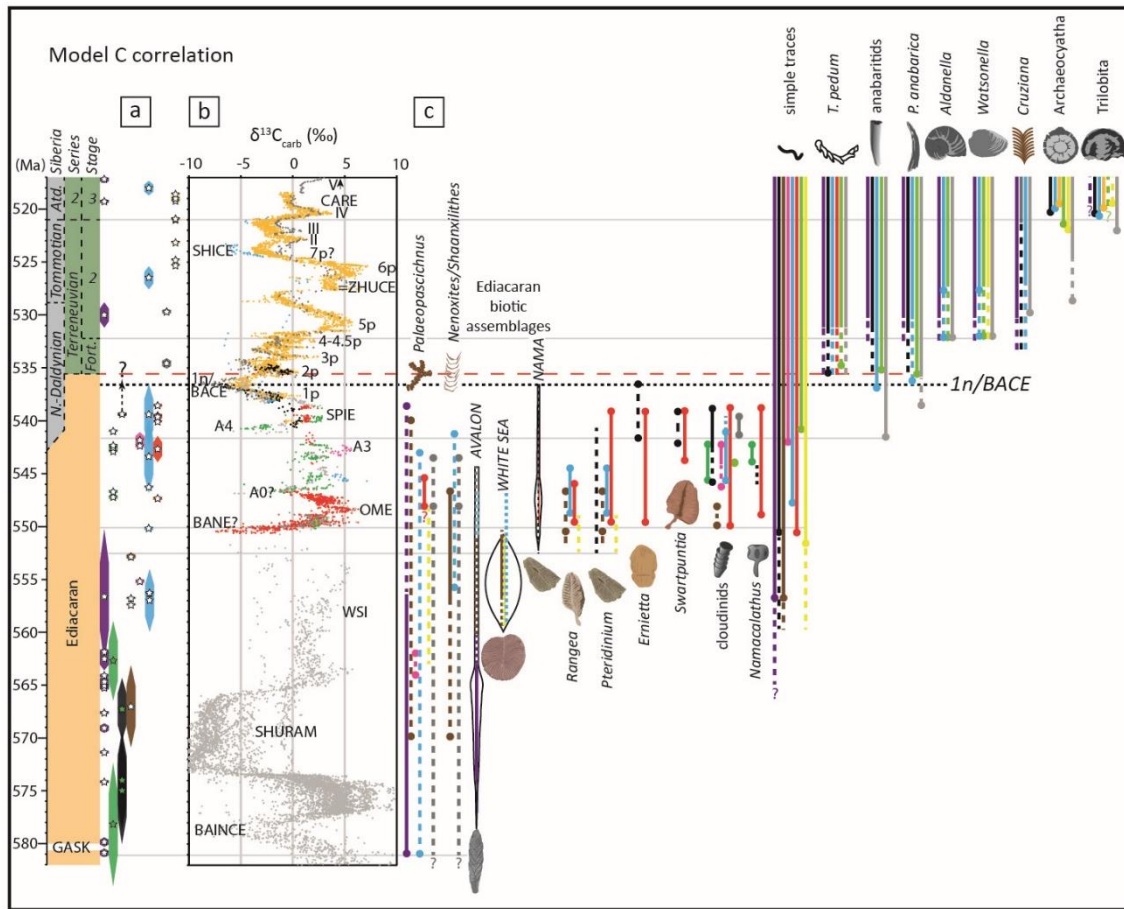 Model C correlation
a
b
c
Siberia
Series
Stage
(Ma)
δ13Ccarb (‰)
-10
-5
0
5
10
simple traces
T. pedum
anabaritids
P. anabarica
Aldanella
Watsonella
Cruziana
Archaeocyatha
Trilobita
520
525
530
535
540
545
550
555
560
565
570
575
580
N.-Daldynian
Tommotian
Atd.
Terreneuvian
2
Fort.
2
3
Ediacaran
GASK
?
V
CARE
IV
III
II
SHICE
7p?
6p
=ZHUCE
5p
4-4.5p
3p
2p
1n/
BACE
1p
SPIE
A4
A3
A0?
OME
BANE?
WSI
SHURAM
BAINCE
Palaeopascichnus
Nenoxites/Shaanxilithes
Ediacaran
biotic
assemblages
AVALON
WHITE SEA
NAMA
1n/BACE
Rangea
Pteridinium
Ernietta
Swartpuntia
cloudinids
Namacalathus
?
?
?
?
?
?